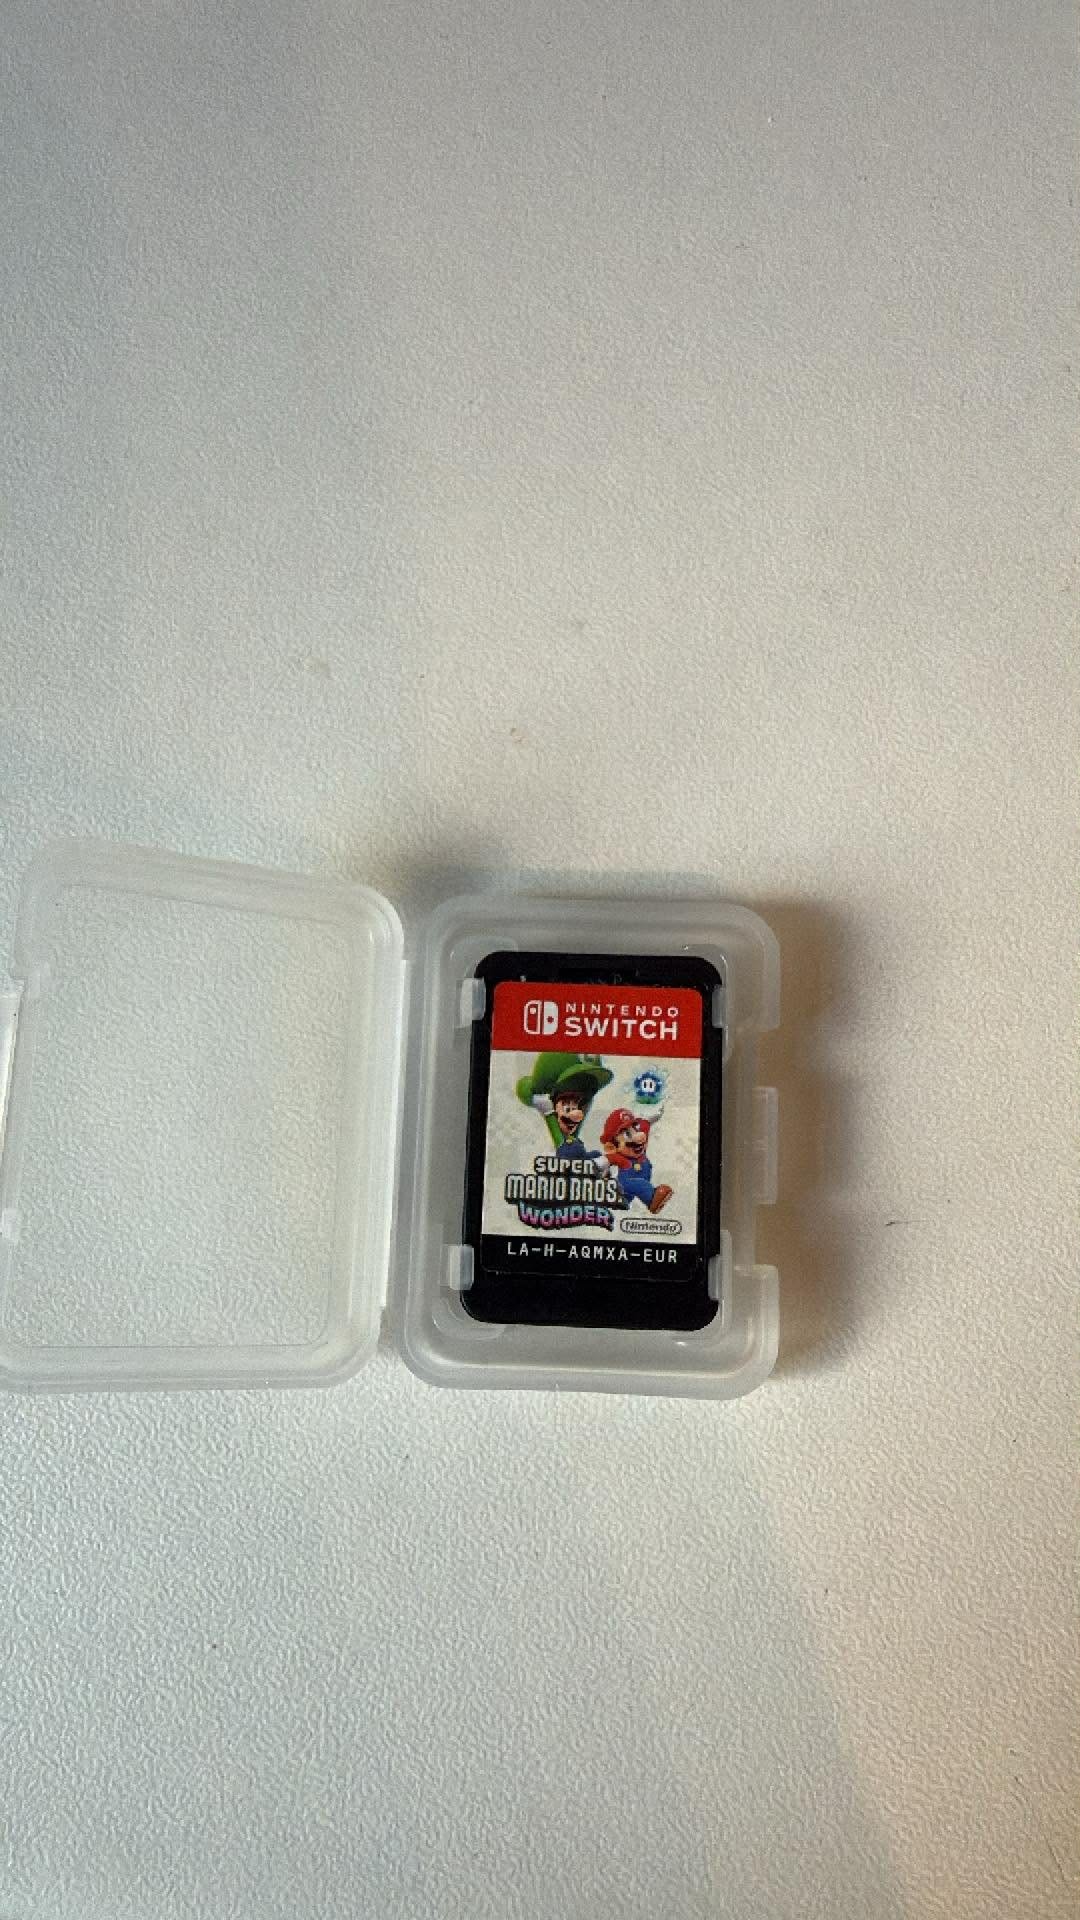 NINTENDO
SWITCH
SUPER
MARIO BROS.
WONDER
Nintendo
LA-H-AQMXA-EUR